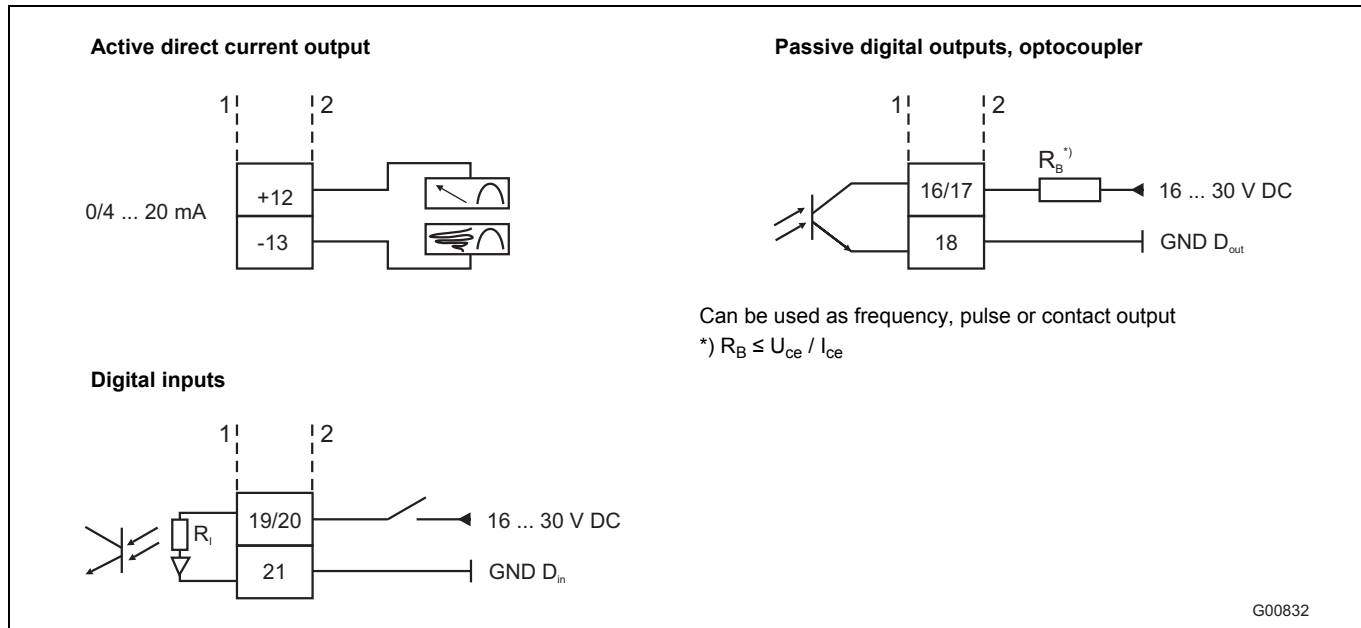 Active direct current output
1 2
0/4 ... 20 mA
+12
-13
Passive digital outputs, optocoupler
1 2
R_B *)
16/17
16 ... 30 V DC
18
GND D_out
Can be used as frequency, pulse or contact output
*) R_B ≤ U_ce / I_ce
Digital inputs
1 2
R_I
19/20
16 ... 30 V DC
21
GND D_in
G00832